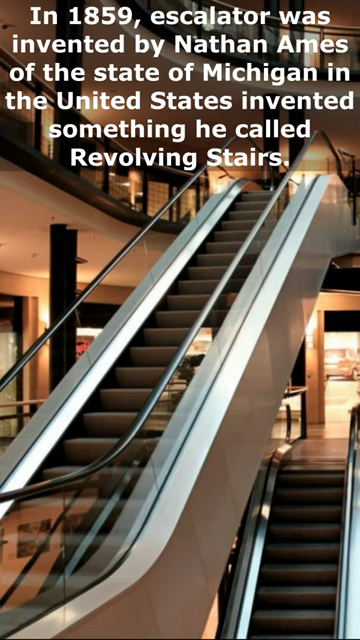 In 1859, escalator was
invented by Nathan Ames
of the state of Michigan in
the United States invented
something he called
Revolving Stairs.